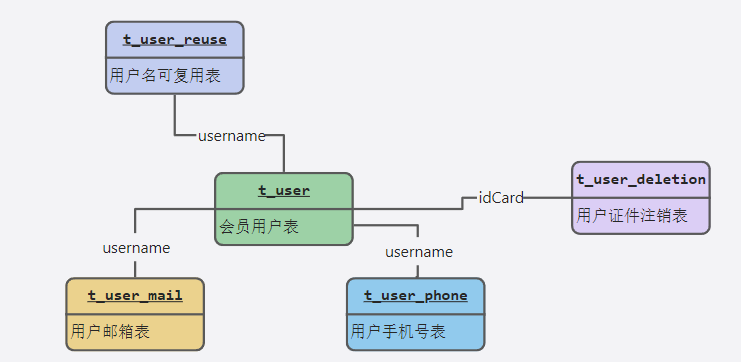 t_user_reuse
用户名可复用表
username
t_user
会员用户表
idCard
t_user_deletion
用户证件注销表
username
t_user_mail
用户邮箱表
username
t_user_phone
用户手机号表